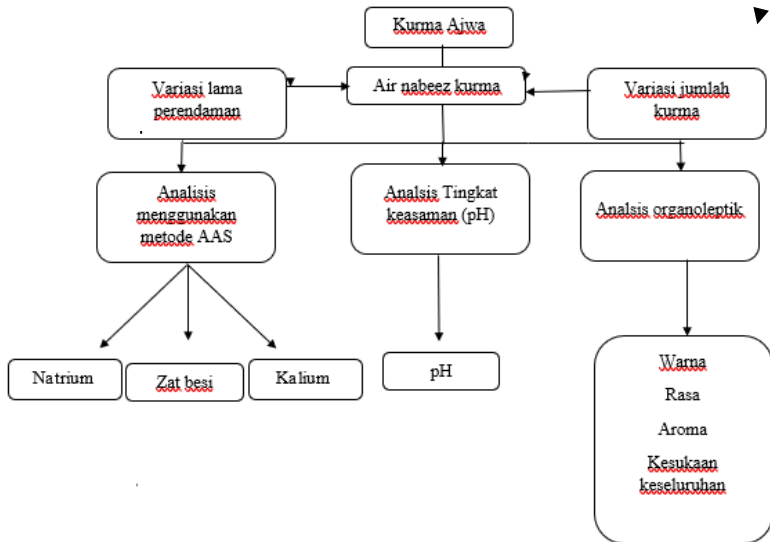 Kurma Ajwa
Variasi lama
perendaman
Air nabeez kurma
Variasi jumlah
kurma
Analisis
menggunakan
metode AAS
Analsis Tingkat
keasaman (pH)
Analsis organoleptik
Natrium
Zat besi
Kalium
pH
Warna
Rasa
Aroma
Kesukaan
keseluruhan